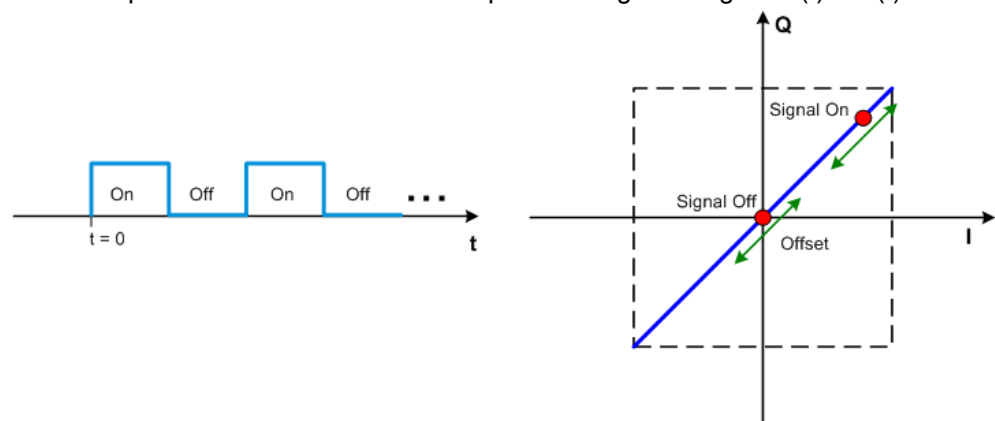 On
Off
On
Off
...
t = 0
t
Q
Signal On
Signal Off
Offset
I